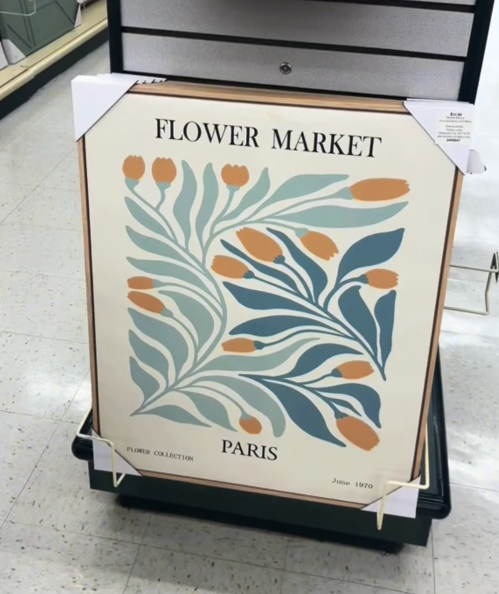 FLOWER MARKET
PARIS
FLOWER COLLECTION
June 1970